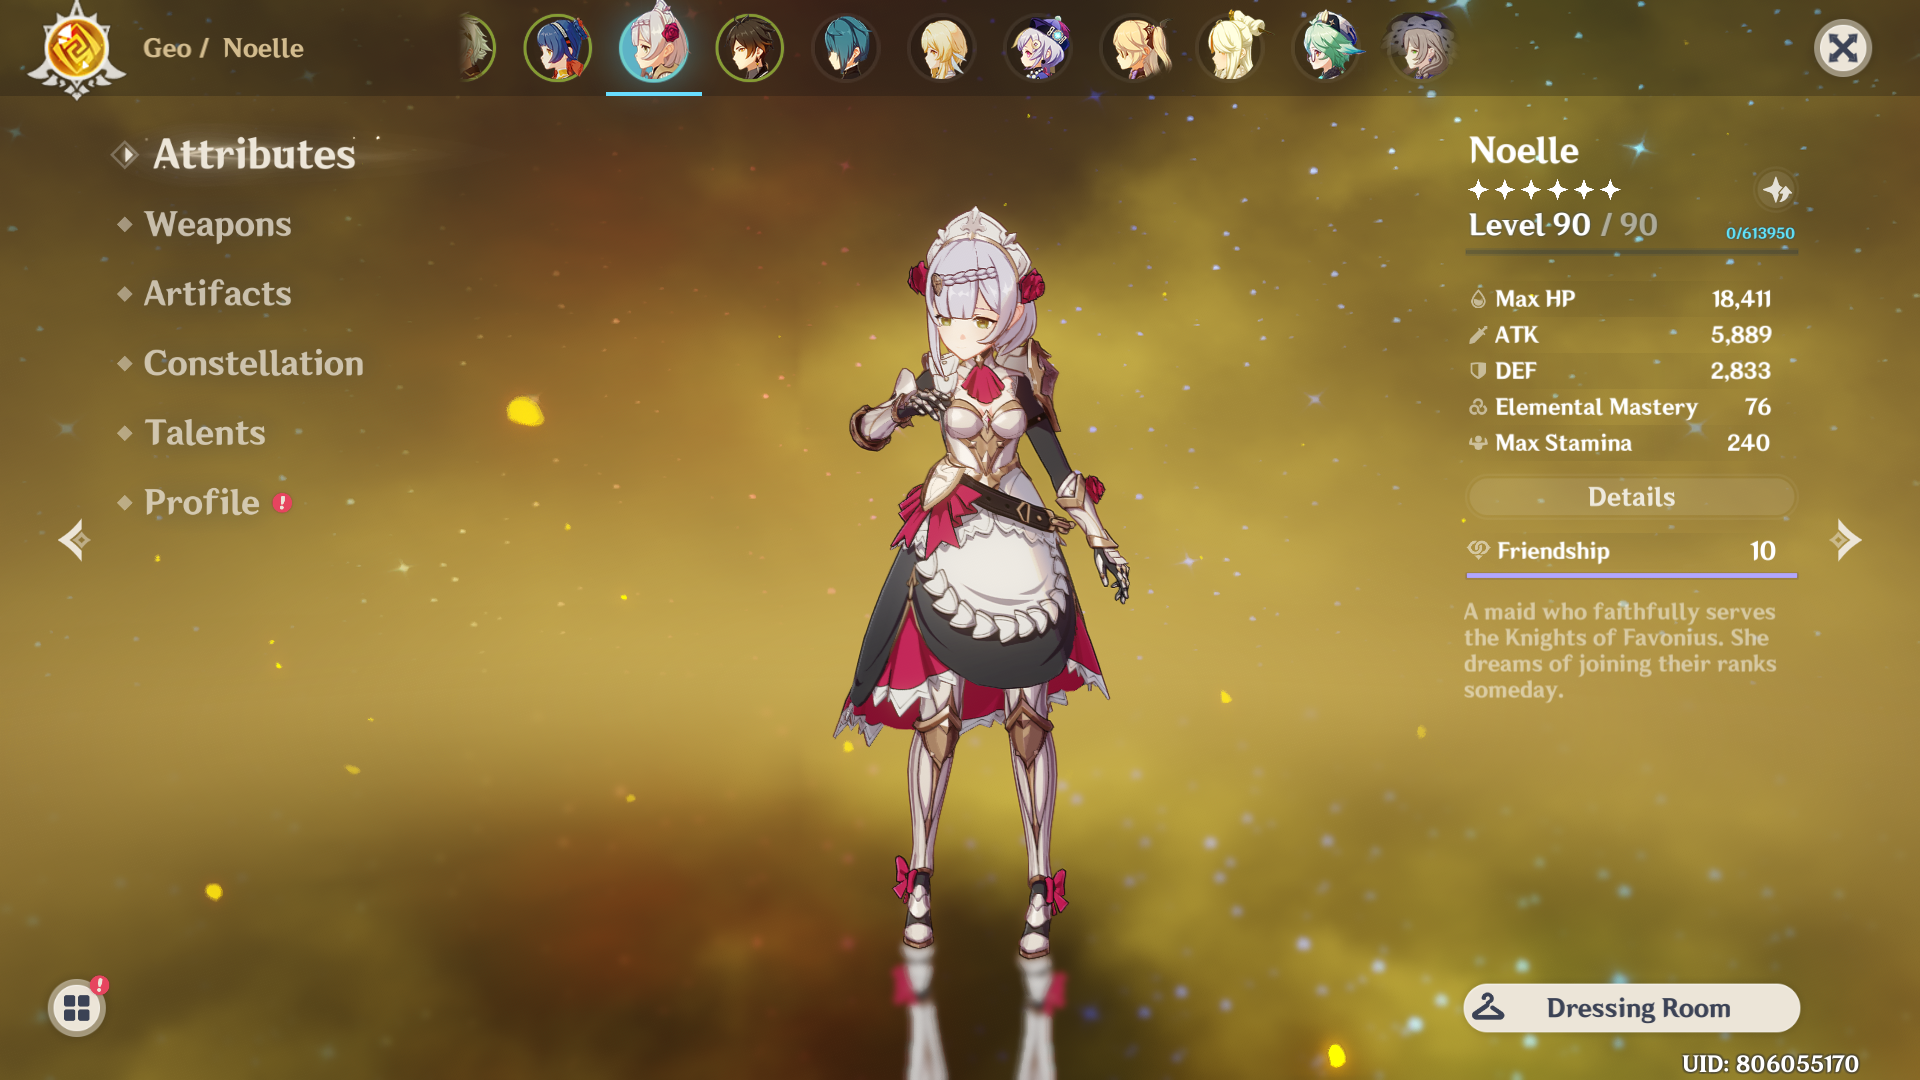 Geo / Noelle
Attributes
Weapons
Artifacts
Constellation
Talents
Profile
Noelle
Level 90 / 90
0/613950
Max HP 18,411
ATK 5,889
DEF 2,833
Elemental Mastery 76
Max Stamina 240
Details
Friendship 10
A maid who faithfully serves
the Knights of Favonius. She
dreams of joining their ranks
someday.
Dressing Room
UID: 806055170